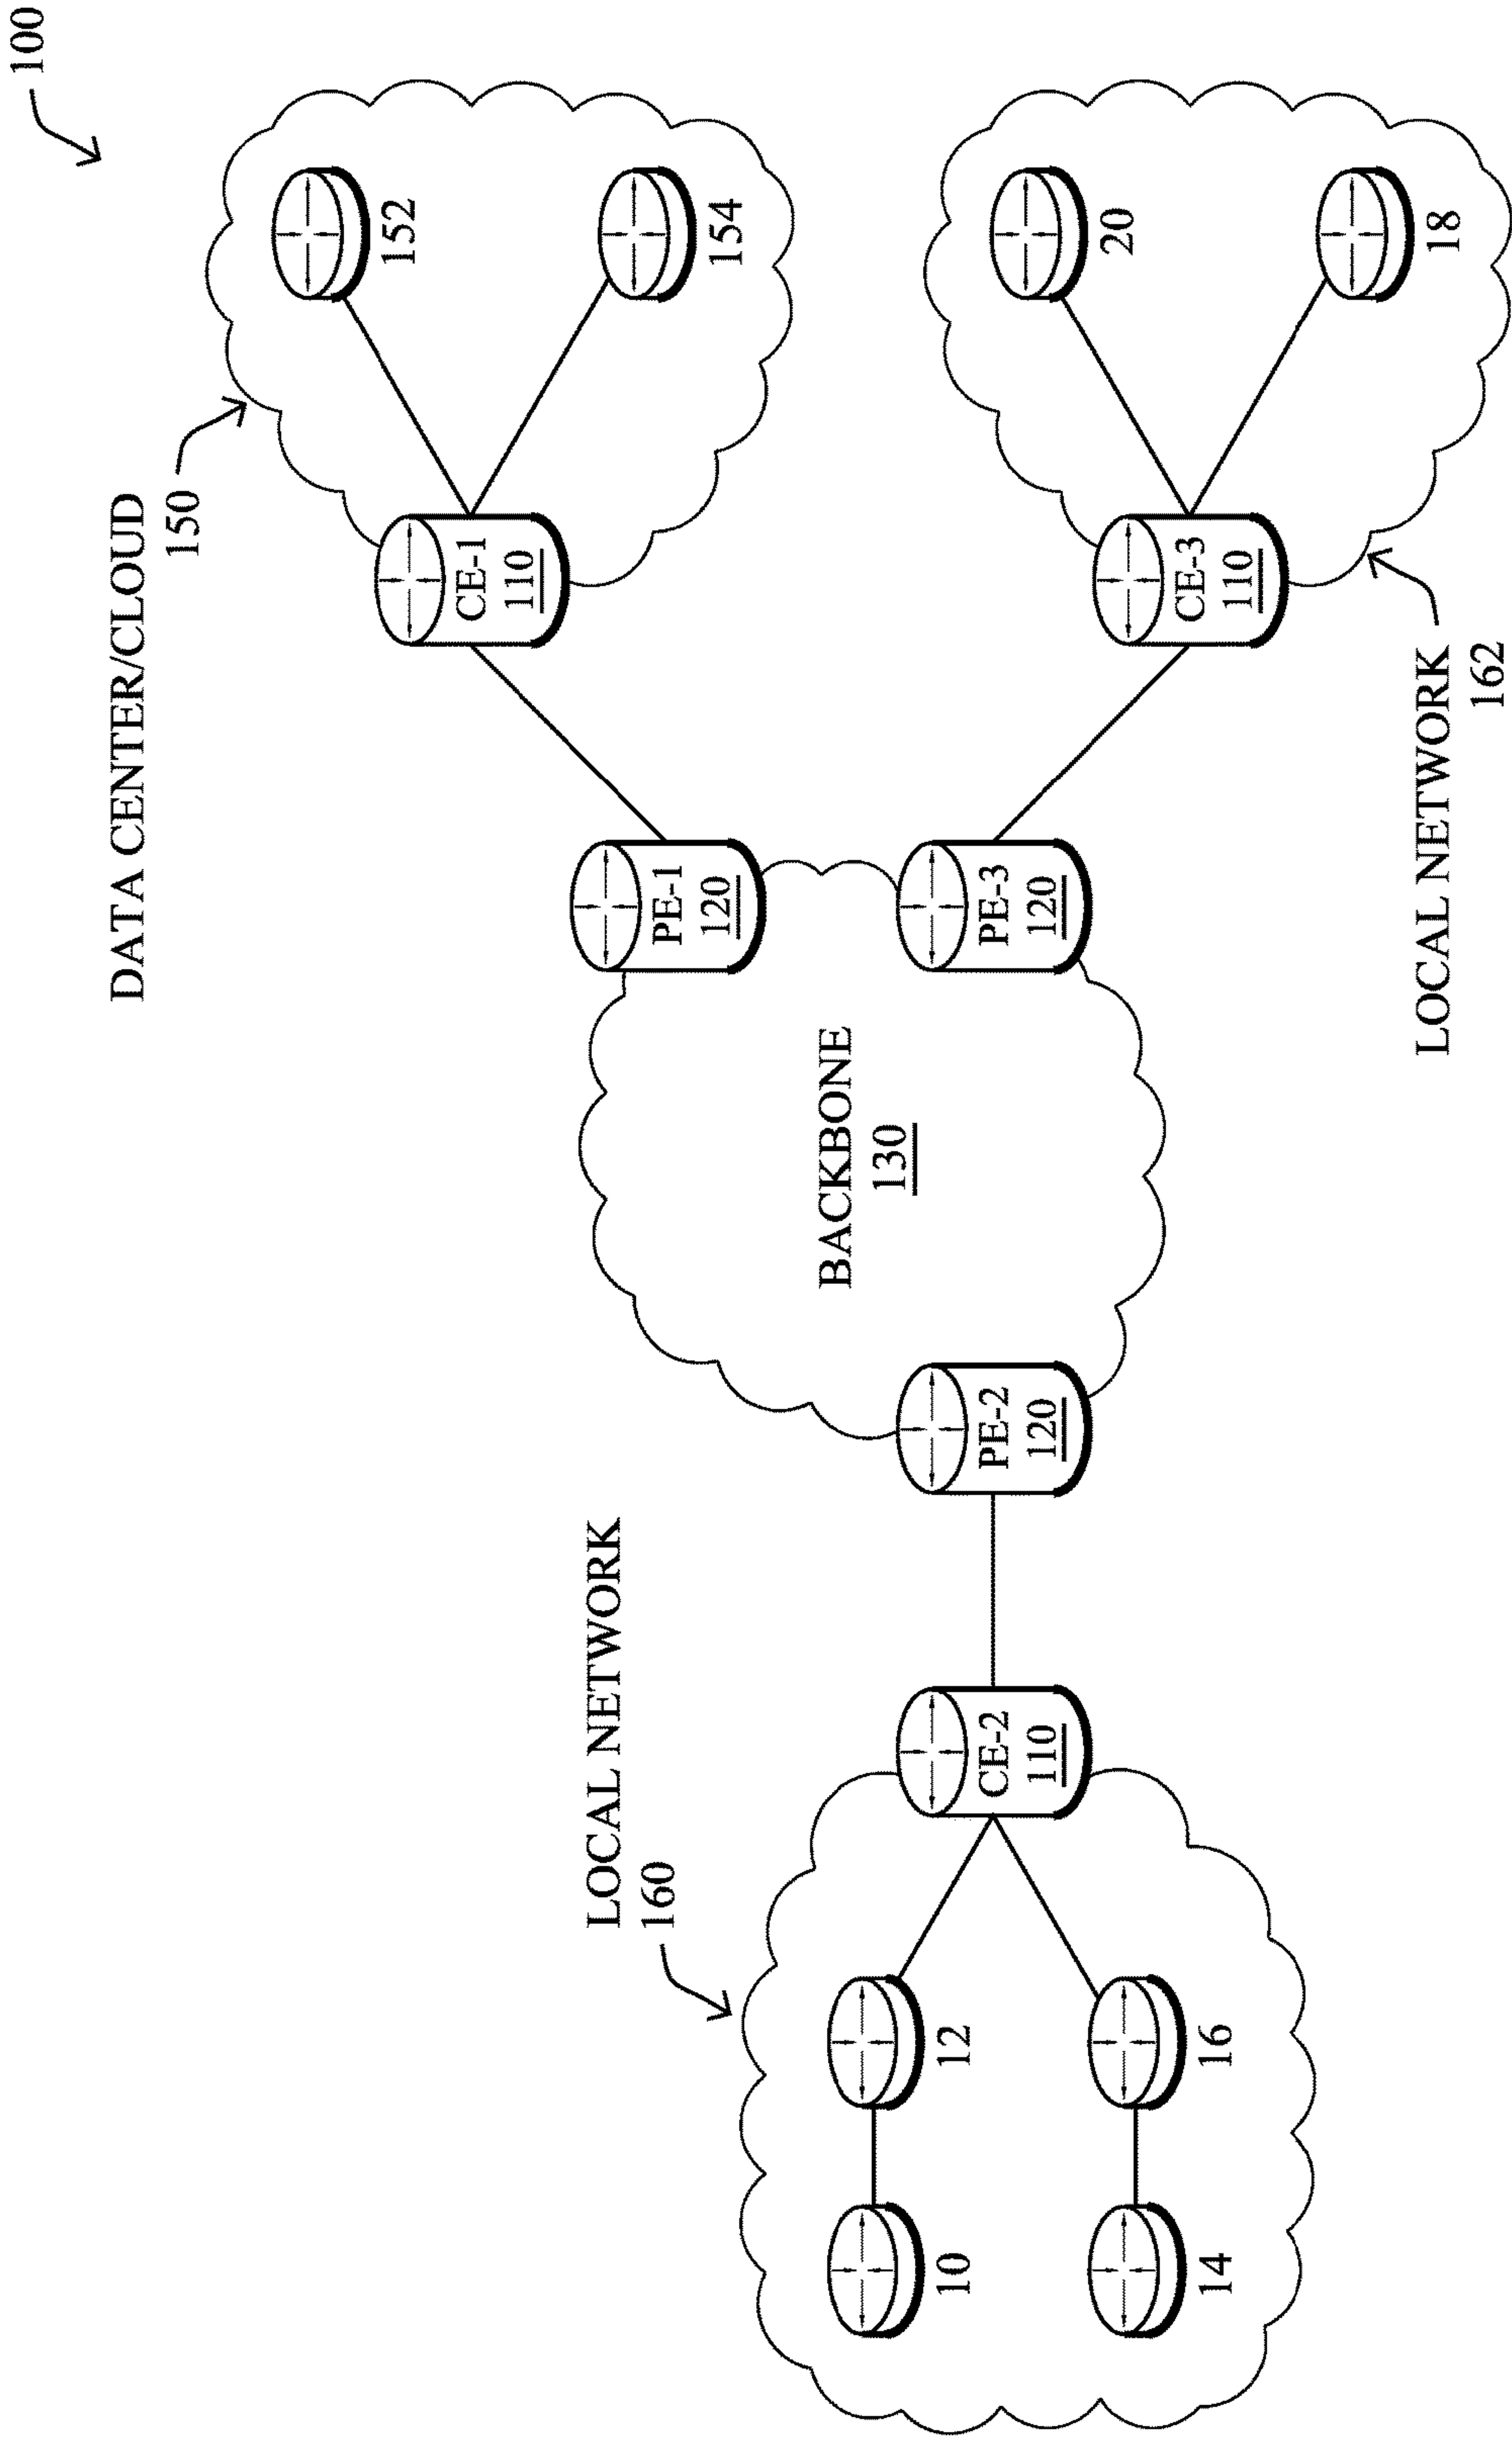 100
DATA CENTER/CLOUD
150
152
CE-1
110
154
LOCAL NETWORK
160
PE-1
120
BACKBONE
130
10
12
CE-2
110
PE-2
120
PE-3
120
14
16
20
CE-3
110
18
LOCAL NETWORK
162